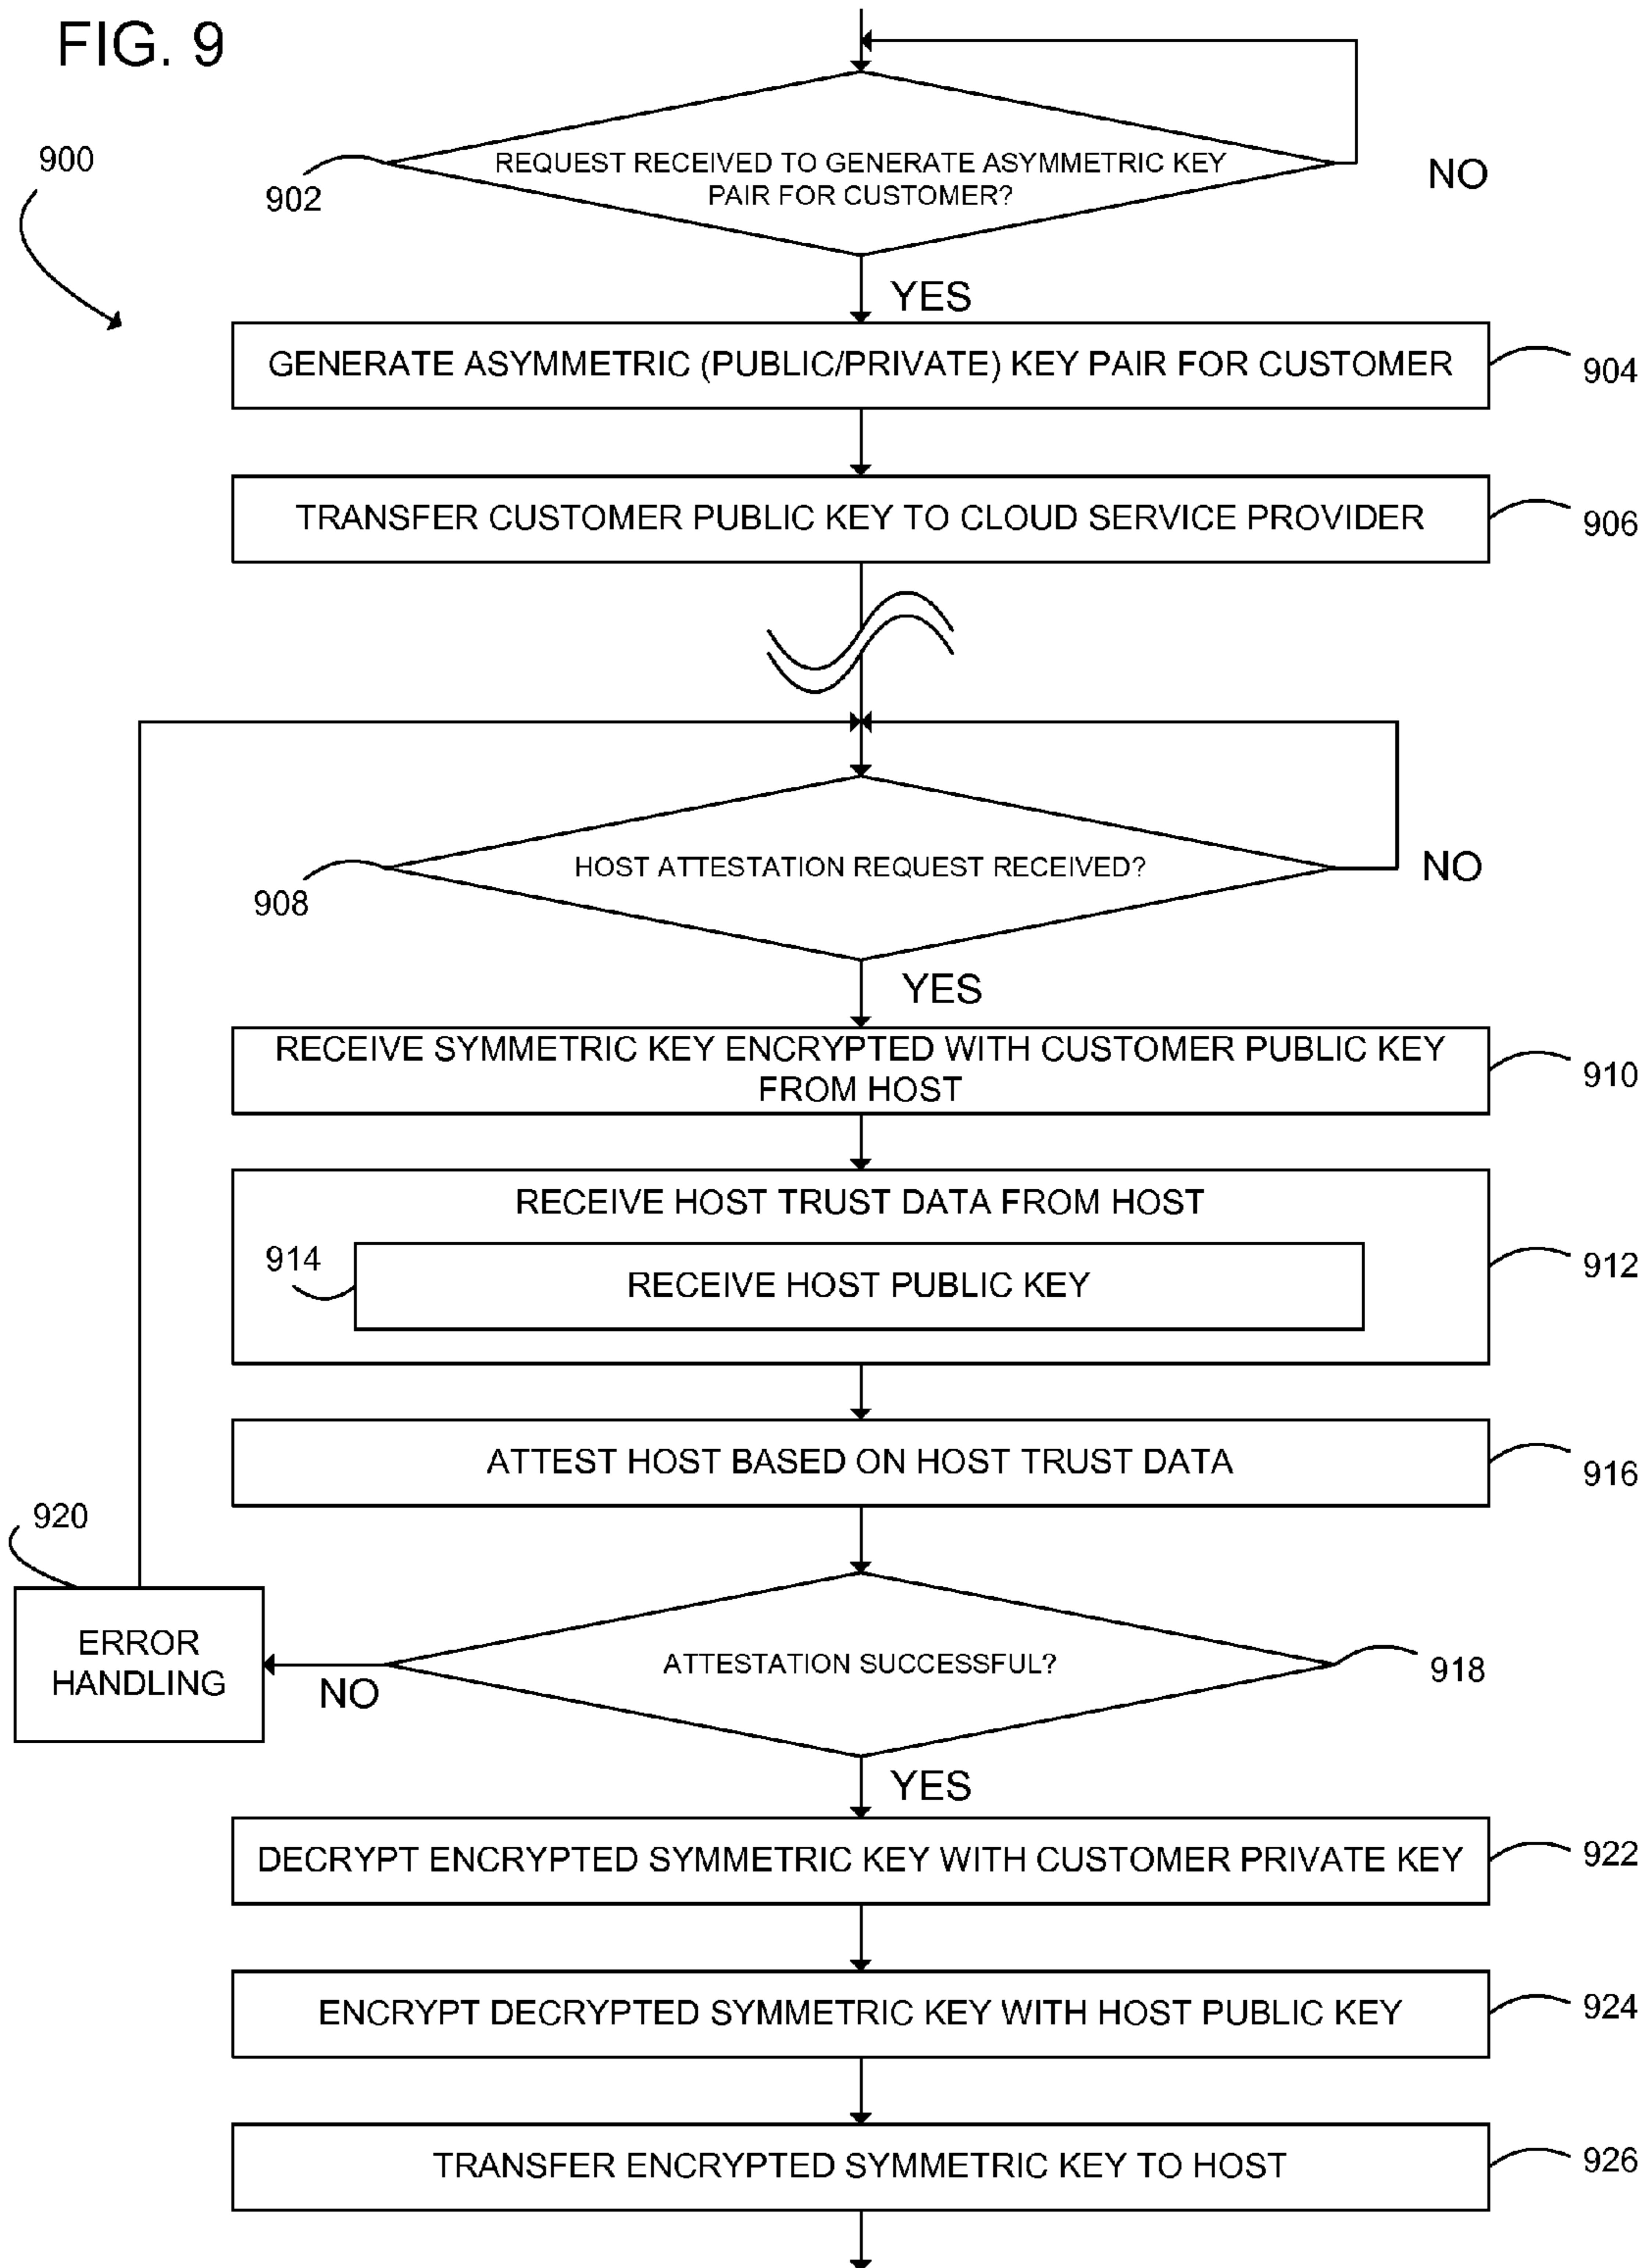 FIG. 9
900
902
REQUEST RECEIVED TO GENERATE ASYMMETRIC KEY
PAIR FOR CUSTOMER?
NO
YES
GENERATE ASYMMETRIC (PUBLIC/PRIVATE) KEY PAIR FOR CUSTOMER
904
TRANSFER CUSTOMER PUBLIC KEY TO CLOUD SERVICE PROVIDER
906
908
HOST ATTESTATION REQUEST RECEIVED?
NO
YES
RECEIVE SYMMETRIC KEY ENCRYPTED WITH CUSTOMER PUBLIC KEY
FROM HOST
910
RECEIVE HOST TRUST DATA FROM HOST
912
914
RECEIVE HOST PUBLIC KEY
ATTEST HOST BASED ON HOST TRUST DATA
916
920
ERROR
HANDLING
NO
ATTESTATION SUCCESSFUL?
918
YES
DECRYPT ENCRYPTED SYMMETRIC KEY WITH CUSTOMER PRIVATE KEY
922
ENCRYPT DECRYPTED SYMMETRIC KEY WITH HOST PUBLIC KEY
924
TRANSFER ENCRYPTED SYMMETRIC KEY TO HOST
926